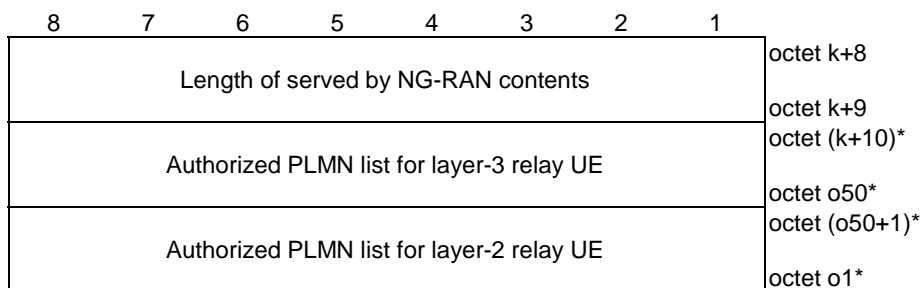 8 7 6 5 4 3 2 1
octet k+8
Length of served by NG-RAN contents
octet k+9
octet (k+10)*
Authorized PLMN list for layer-3 relay UE
octet o50*
octet (o50+1)*
Authorized PLMN list for layer-2 relay UE
octet o1*